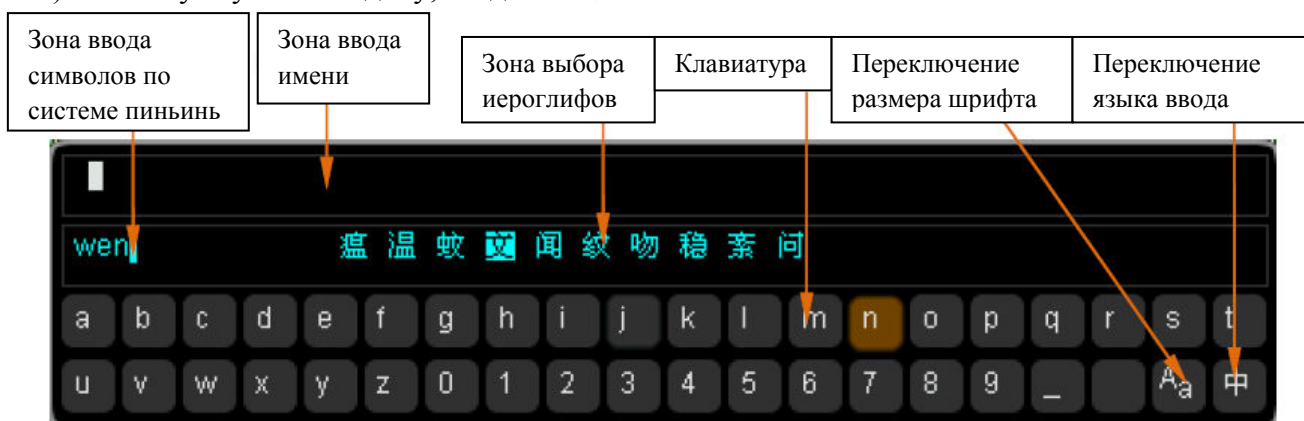 Зона ввода
символов по
системе пиньинь
Зона ввода
имени
Зона выбора
иероглифов
Клавиатура
Переключение
размера шрифта
Переключение
языка ввода
wen
瘟 温 蚊 文 闻 纹 吻 稳 紊 问
a b c d e f g h i j k l m n o p q r s t
u v w x y z 0 1 2 3 4 5 6 7 8 9 _ Aa 中